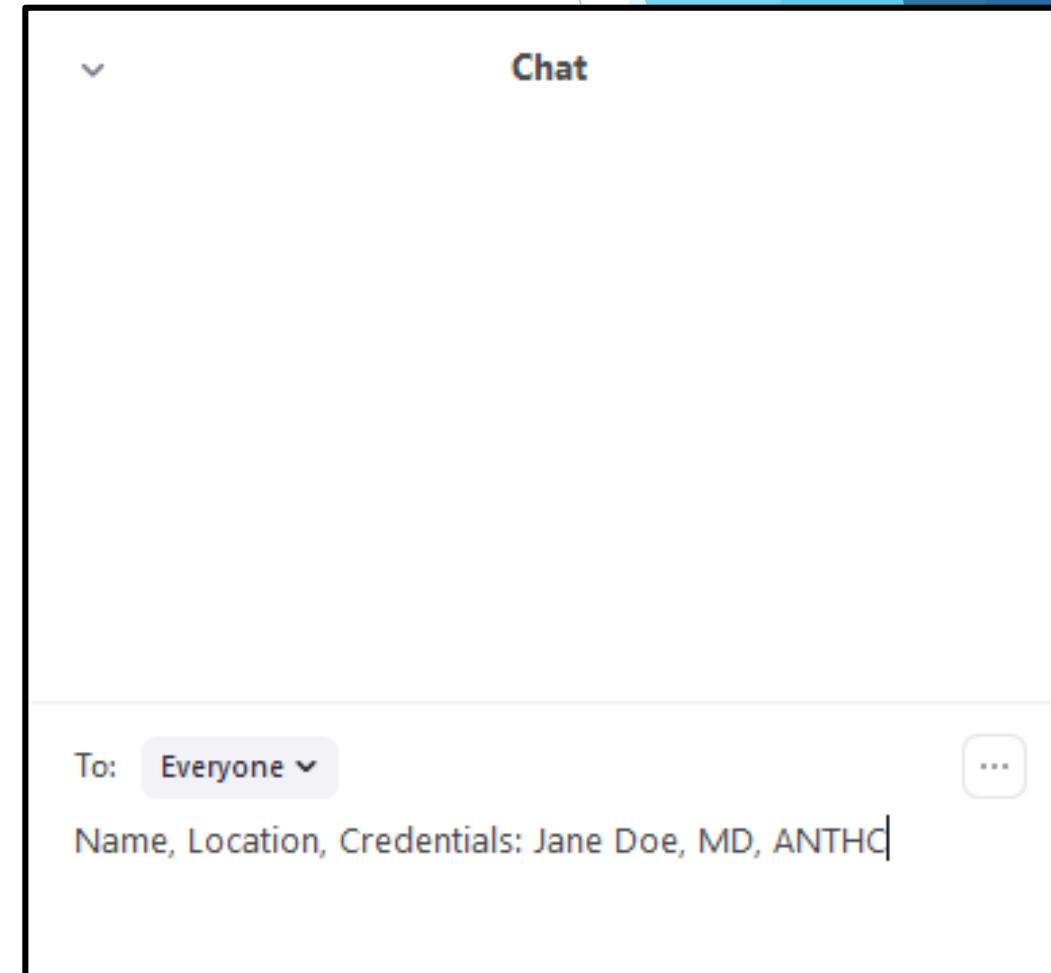 Chat
To: Everyone
Name, Location, Credentials: Jane Doe, MD, ANTHC